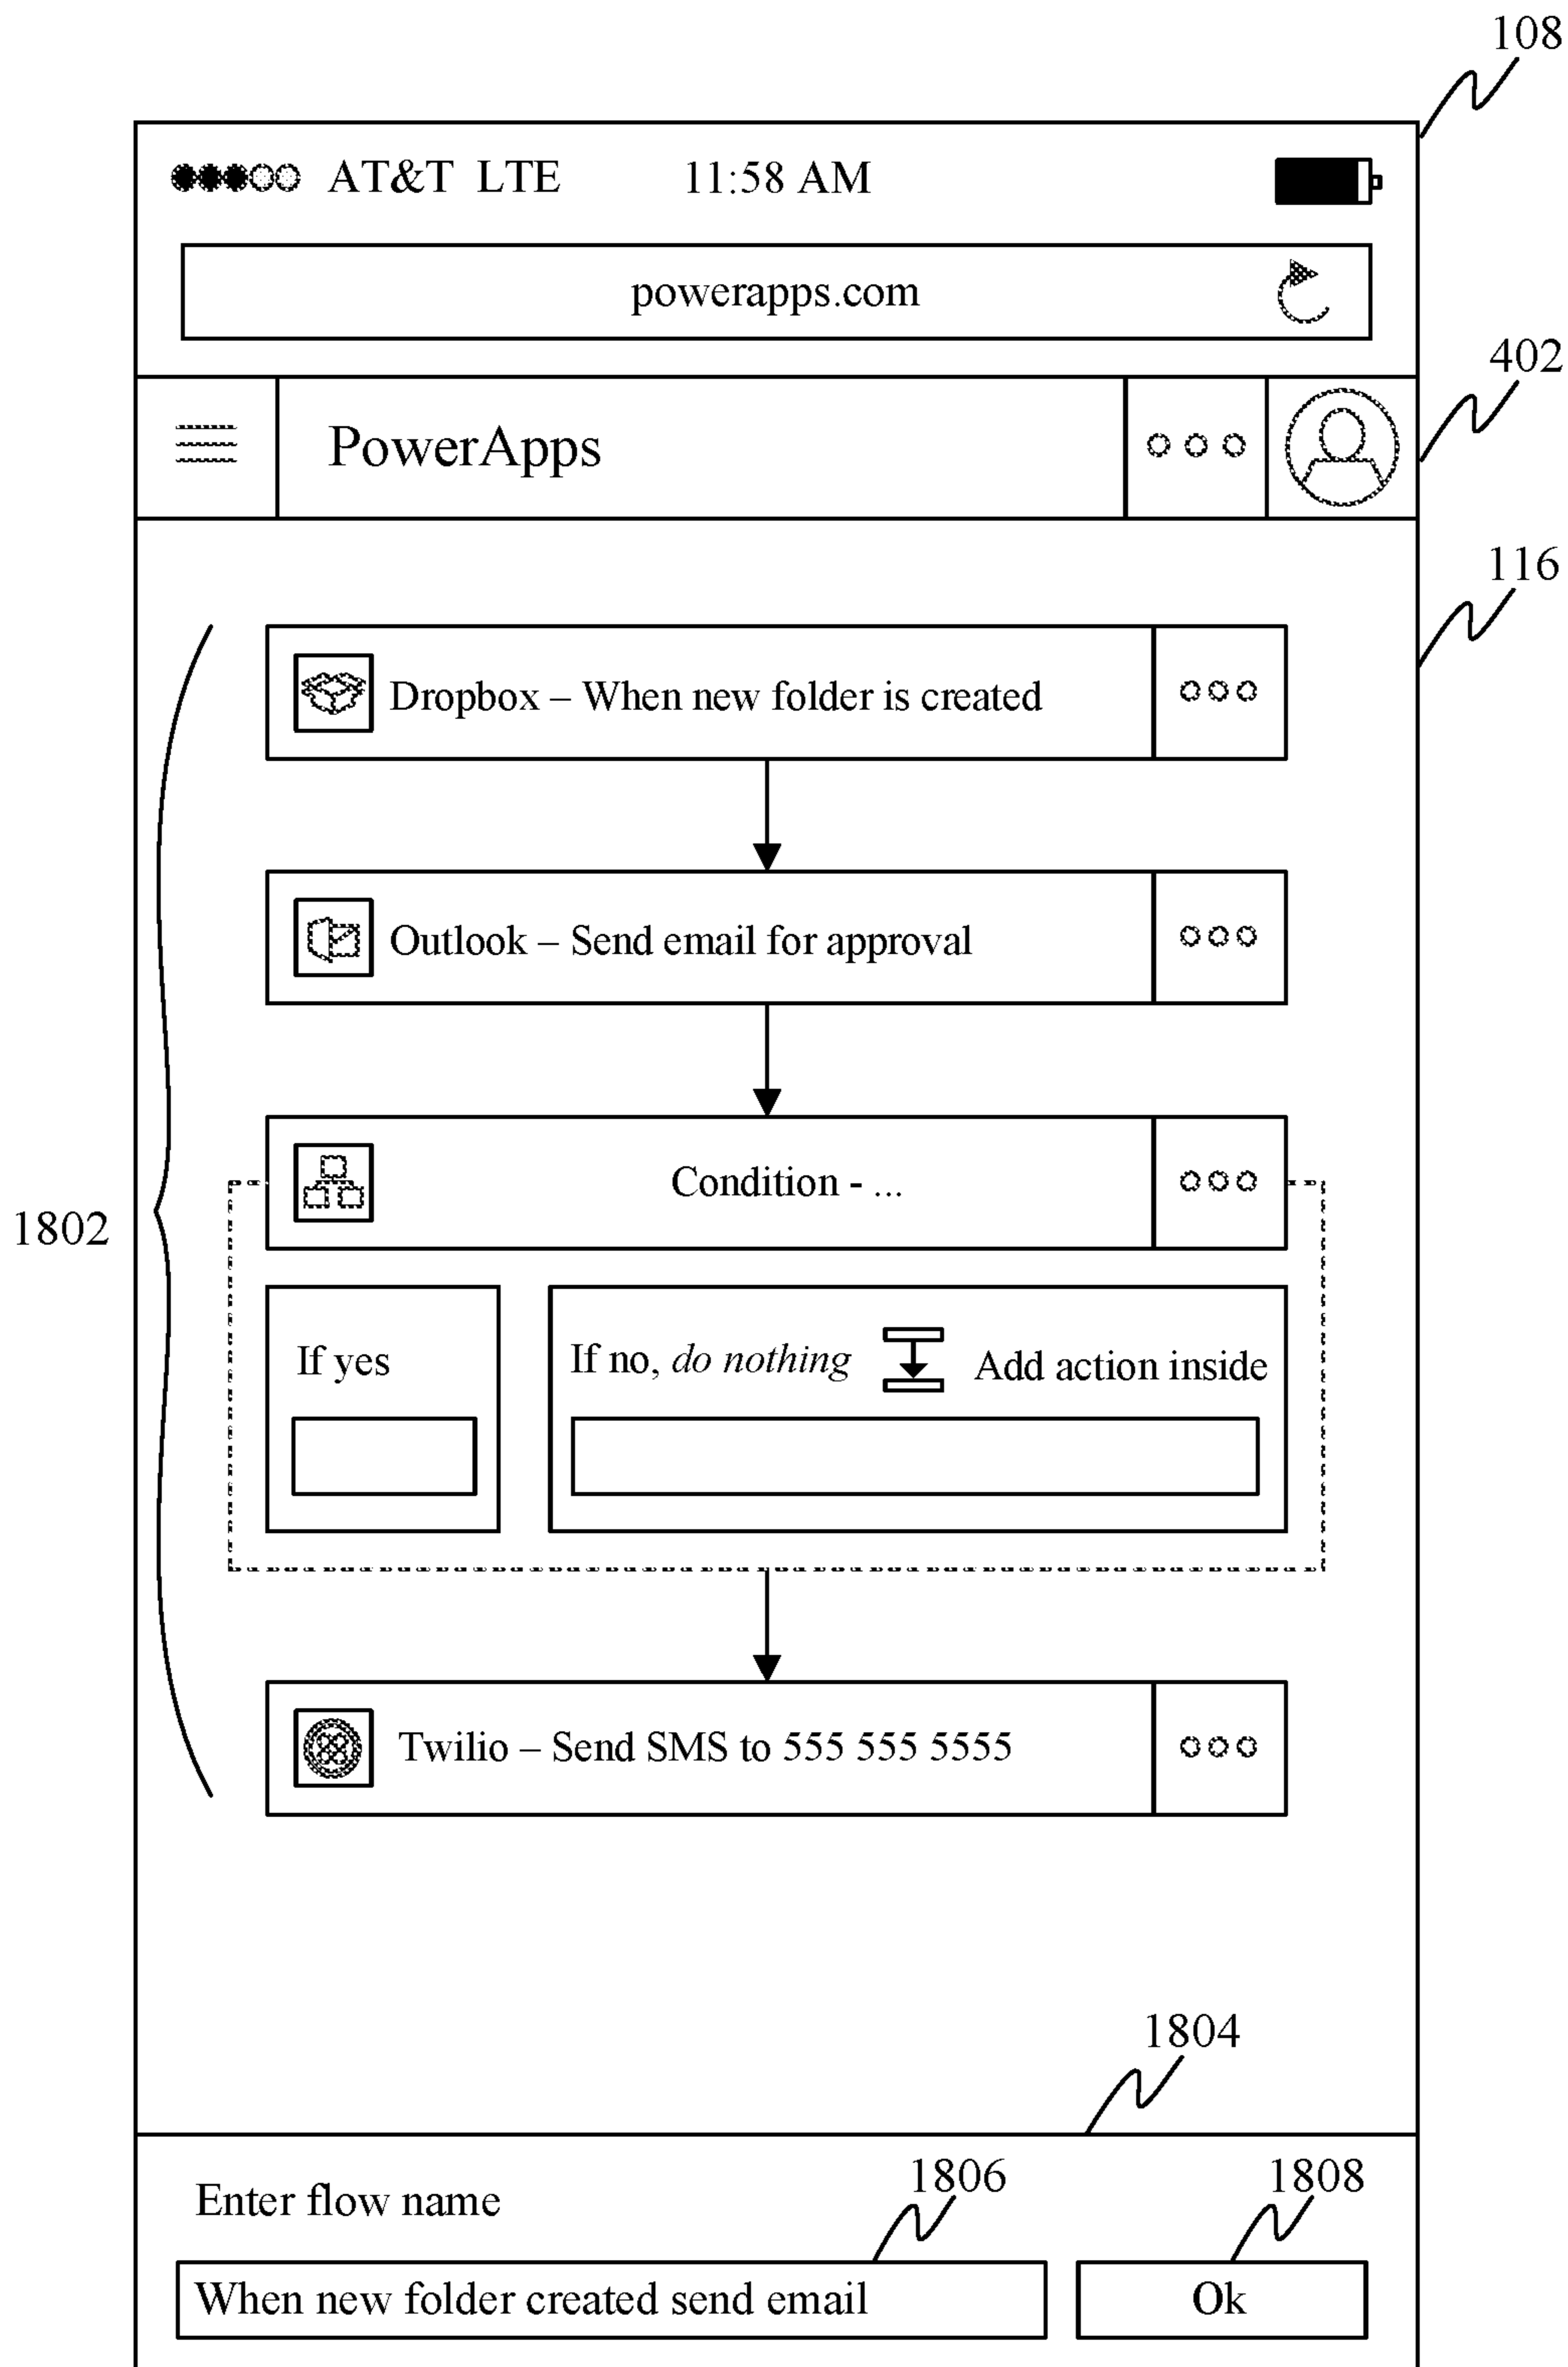 108
AT&T LTE 11:58 AM
powerapps.com
402
PowerApps
116
Dropbox – When new folder is created
Outlook – Send email for approval
Condition - ...
1802
If yes
If no, do nothing Add action inside
Twilio – Send SMS to 555 555 5555
1804
1806 1808
Enter flow name
When new folder created send email Ok